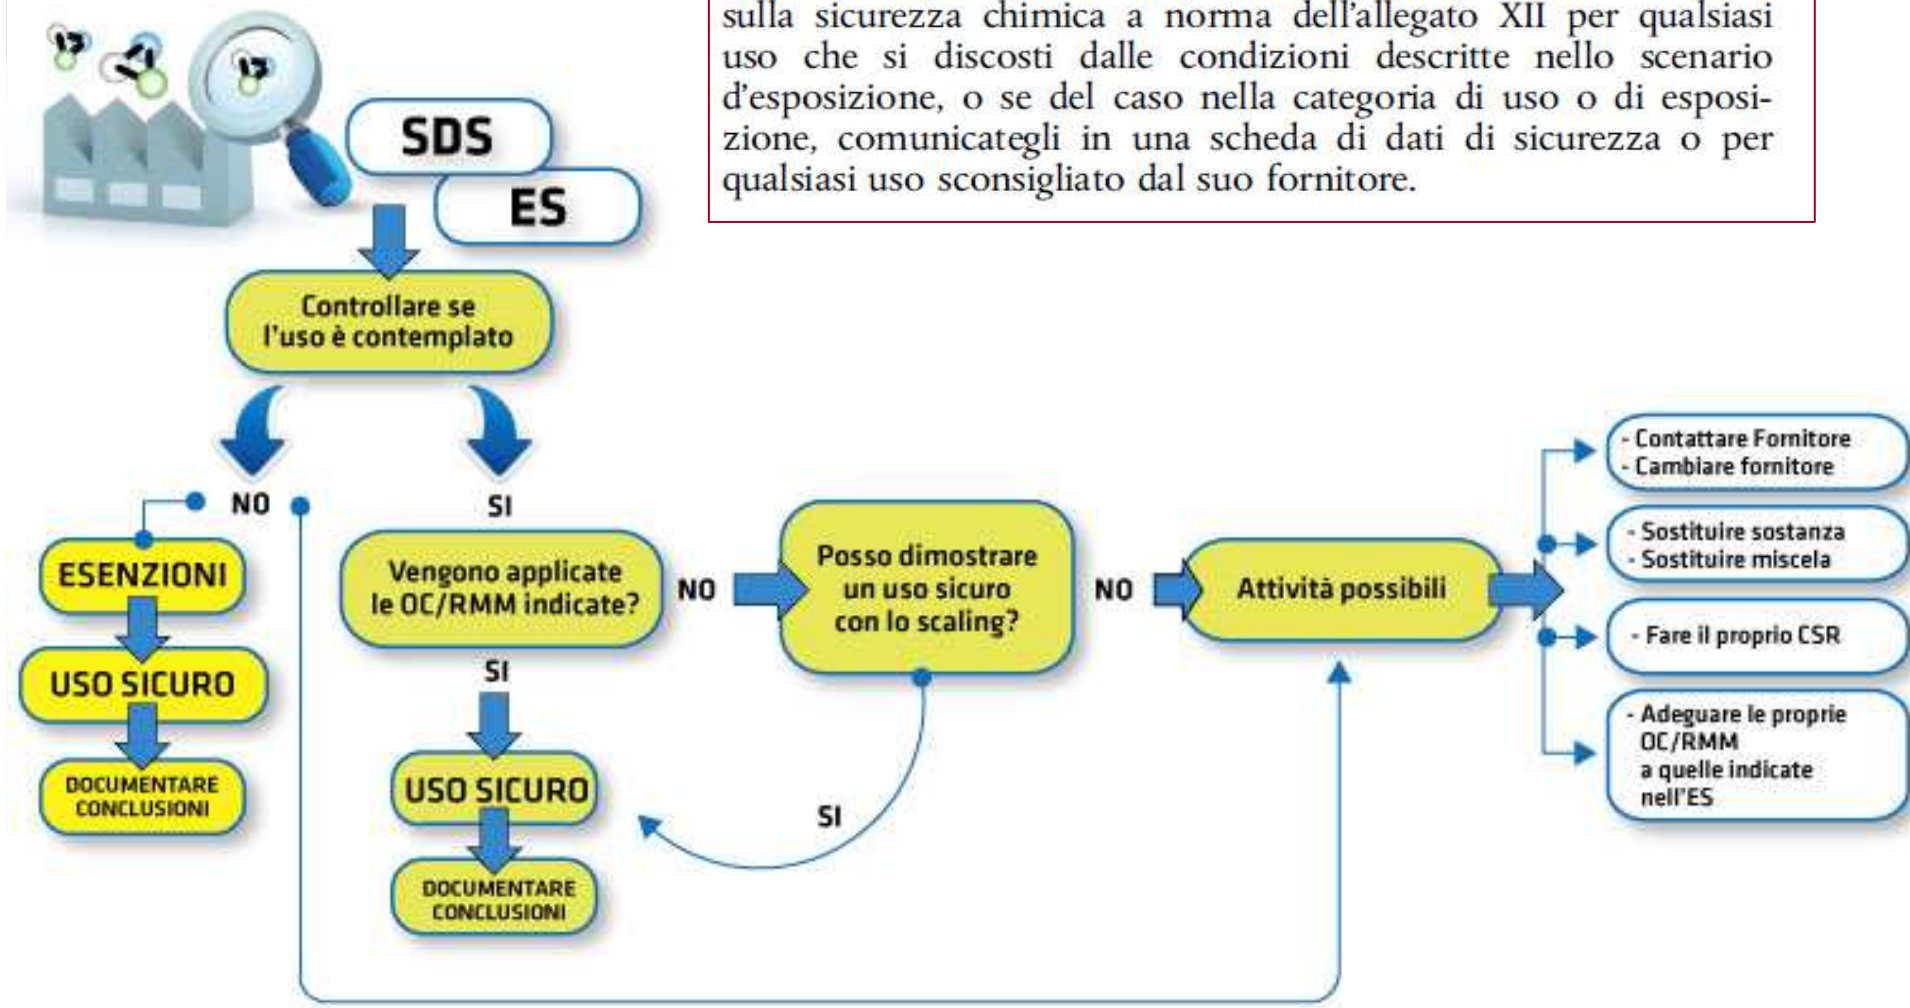 sulla sicurezza chimica a norma dell'allegato XII per qualsiasi
uso che si discosti dalle condizioni descritte nello scenario
d'esposizione, o se del caso nella categoria di uso o di esposi-
zione, comunicategli in una scheda di dati di sicurezza o per
qualsiasi uso sconsigliato dal suo fornitore.
SDS
ES
Controllare se
l'uso è contemplato
NO
SI
ESENZIONI
USO SICURO
DOCUMENTARE
CONCLUSIONI
Vengono applicate
le OC/RMM indicate?
SI
USO SICURO
DOCUMENTARE
CONCLUSIONI
NO
Posso dimostrare
un uso sicuro
con lo scaling?
SI
NO
Attività possibili
- Contattare Fornitore
- Cambiare fornitore
- Sostituire sostanza
- Sostituire miscela
- Fare il proprio CSR
- Adeguare le proprie
OC/RMM
a quelle indicate
nell'ES